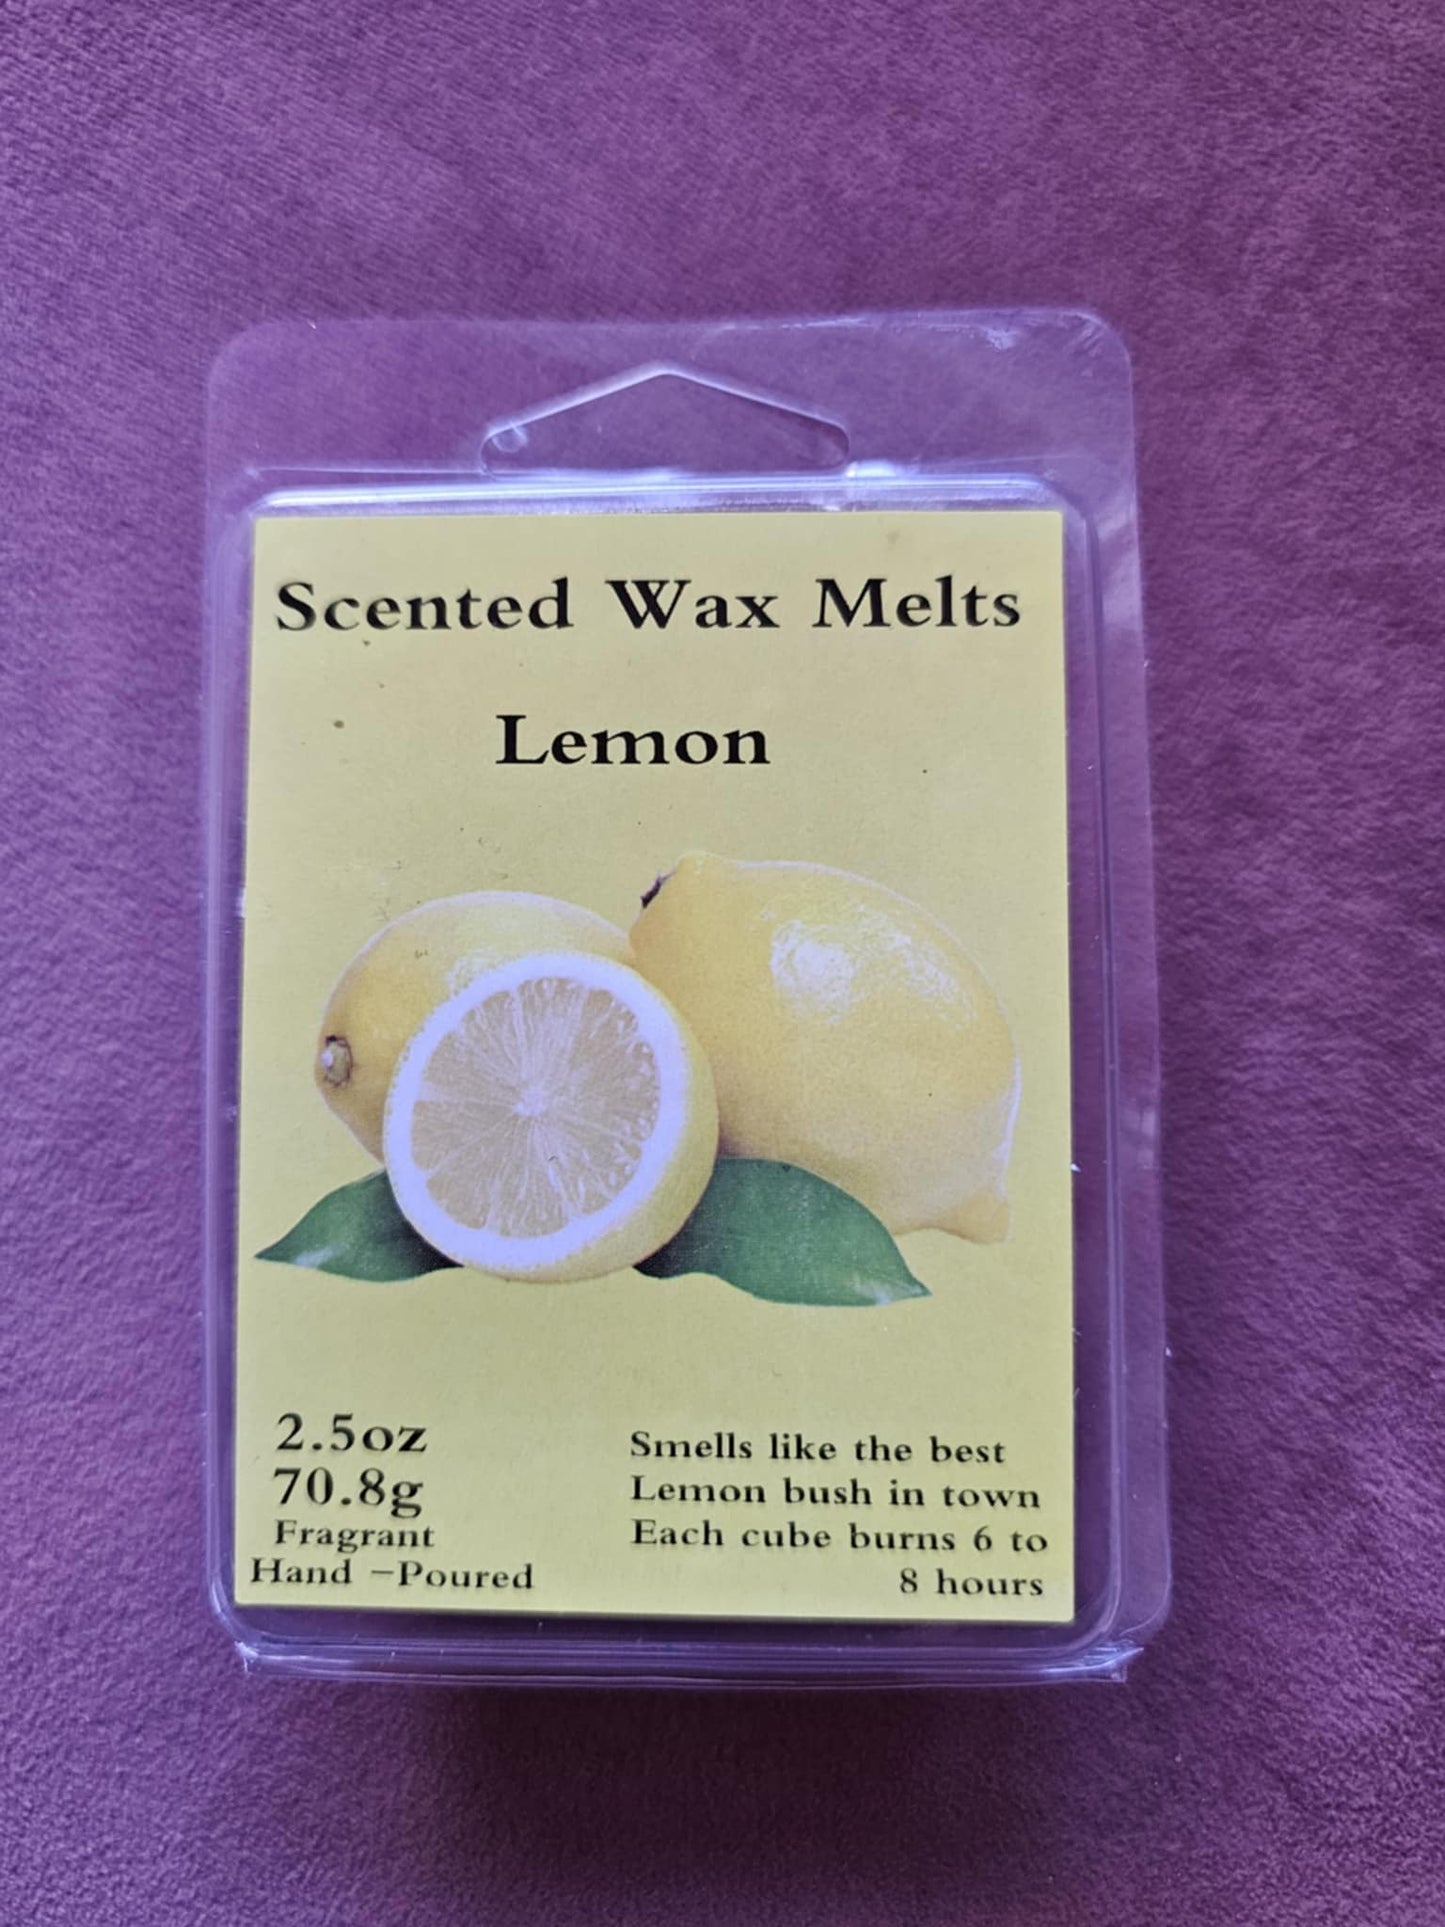 Scented Wax Melts
Lemon
2.5oz
70.8g
Fragrant
Hand -Poured
Smells like the best
Lemon bush in town
Each cube burns 6 to
8 hours